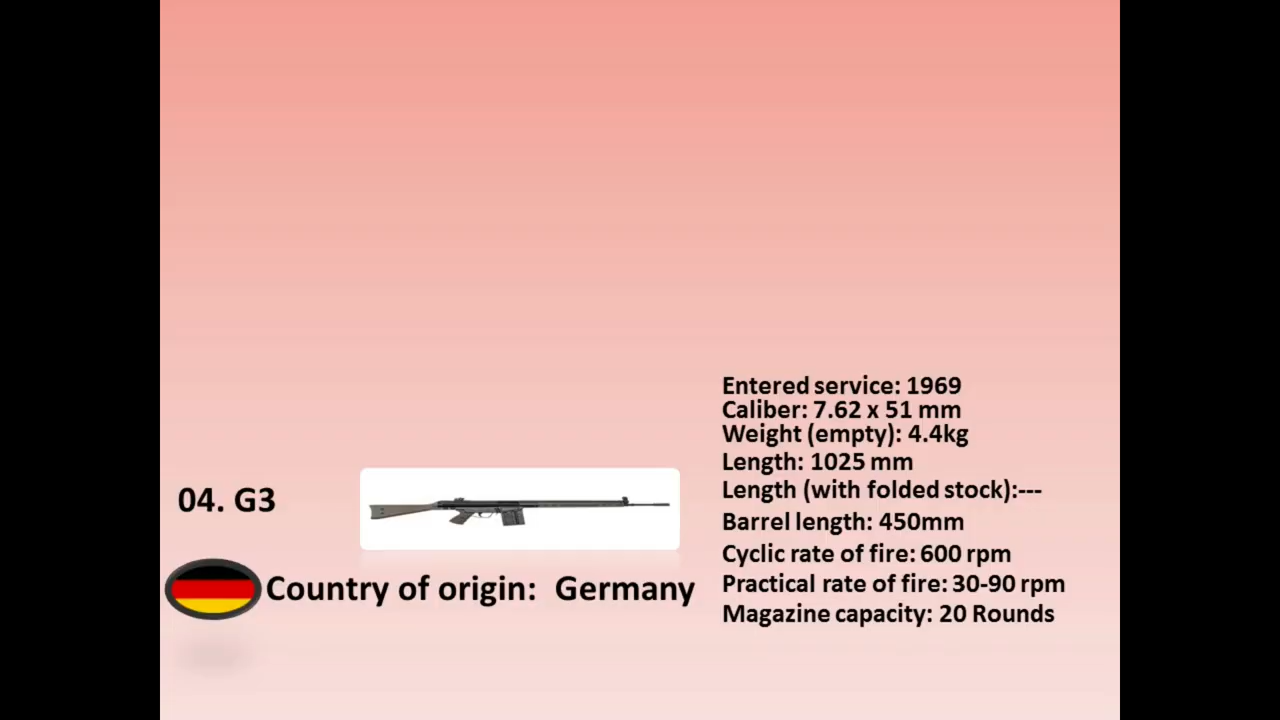 Entered service: 1969
Caliber: 7.62 x 51 mm
Weight (empty): 4.4kg
Length: 1025 mm
Length (with folded stock):---
Barrel length: 450mm
Cyclic rate of fire: 600 rpm
Practical rate of fire: 30-90 rpm
Magazine capacity: 20 Rounds
04. G3
Country of origin:  Germany